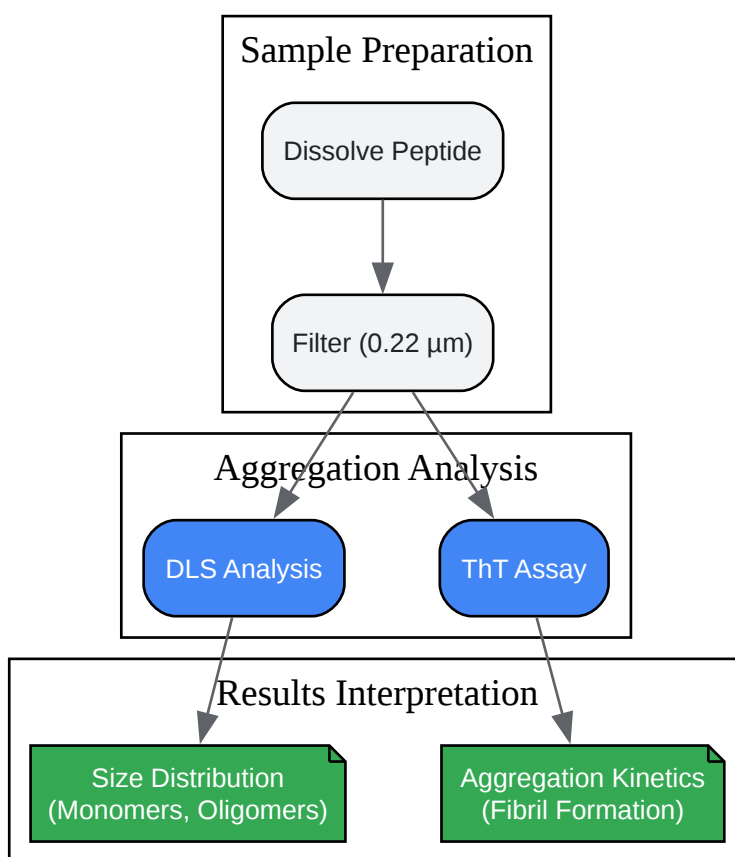 Sample Preparation
Dissolve Peptide
Filter (0.22 µm)
Aggregation Analysis
DLS Analysis
ThT Assay
Results Interpretation
Size Distribution
(Monomers, Oligomers)
Aggregation Kinetics
(Fibril Formation)